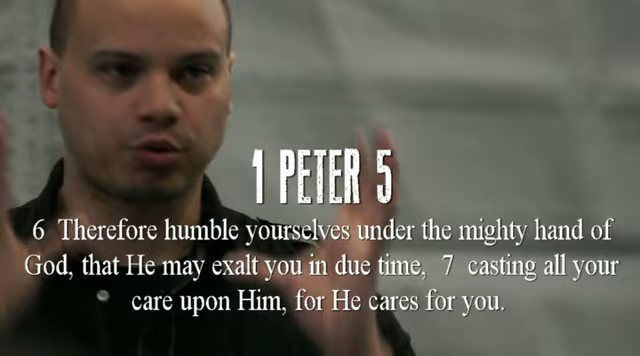 1 PETER 5
6 Therefore humble yourselves under the mighty hand of
God, that He may exalt you in due time, 7 casting all your
care upon Him, for He cares for you.